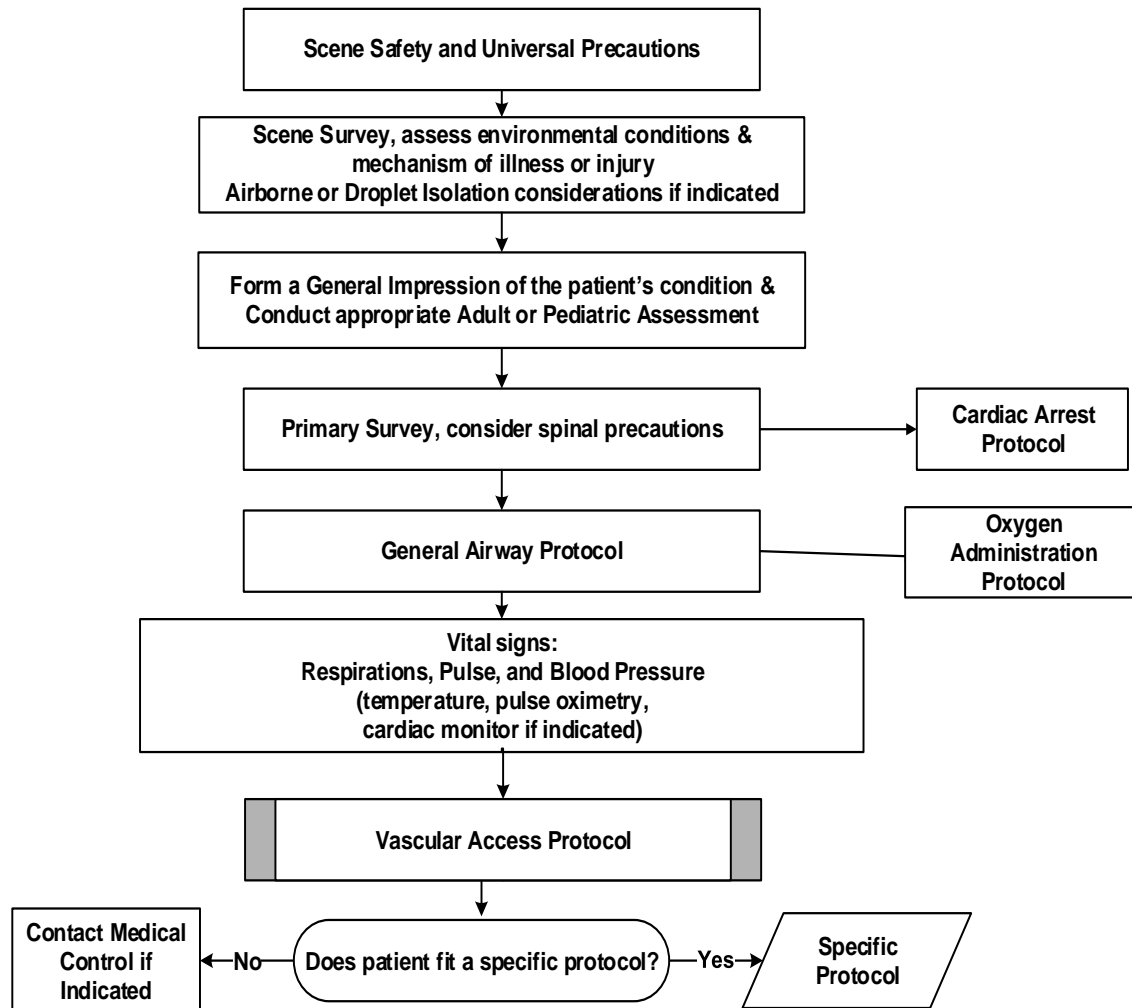 Scene Safety and Universal Precautions
Scene Survey, assess environmental conditions &
mechanism of illness or injury
Airborne or Droplet Isolation considerations if indicated
Form a General Impression of the patient’s condition &
Conduct appropriate Adult or Pediatric Assessment
Primary Survey, consider spinal precautions
Cardiac Arrest
Protocol
General Airway Protocol
Oxygen
Administration
Protocol
Vital signs:
Respirations, Pulse, and Blood Pressure
(temperature, pulse oximetry,
cardiac monitor if indicated)
Vascular Access Protocol
Contact Medical
Control if
Indicated
No
Does patient fit a specific protocol?
Yes
Specific
Protocol